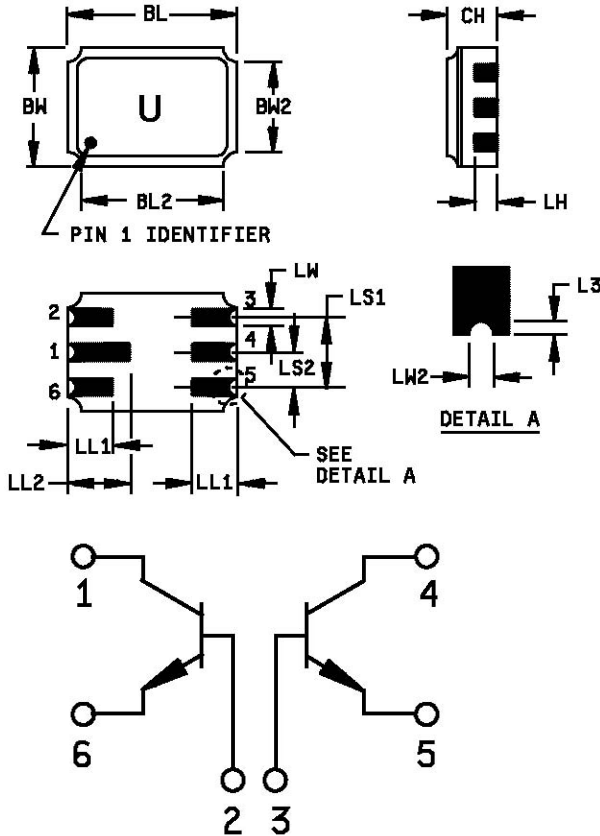 BL
CH
BW
U
BW2
BL2
LH
PIN 1 IDENTIFIER
LW
L3
2
3
LS1
1
4
LS2
6
5
LW2
DETAIL A
LL1
SEE
DETAIL A
LL2
LL1
1
4
6
5
2
3